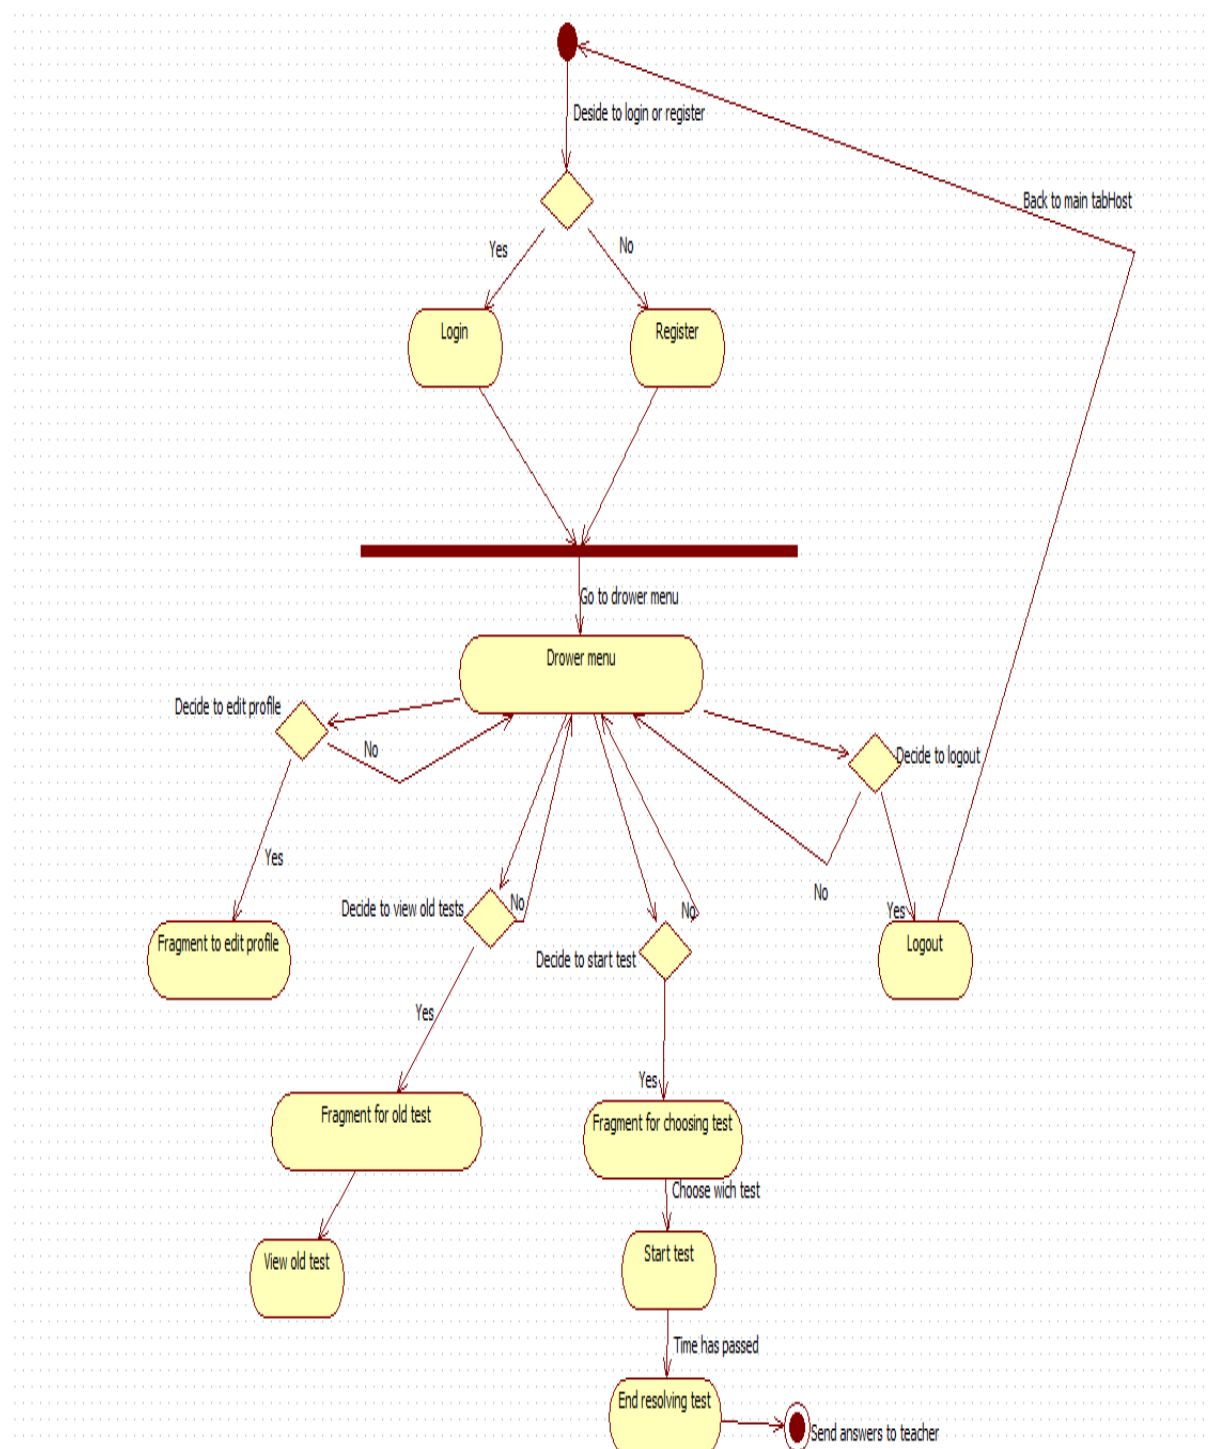 Deside to login or register
Back to main tabHost
Yes
No
Login
Register
Go to drower menu
Drower menu
Decide to edit profile
No
Decide to logout
Yes
No
Decide to view old tests
No
No
Yes
Fragment to edit profile
Decide to start test
Logout
Yes
Yes
Fragment for old test
Fragment for choosing test
Choose wich test
View old test
Start test
Time has passed
End resolving test
Send answers to teacher